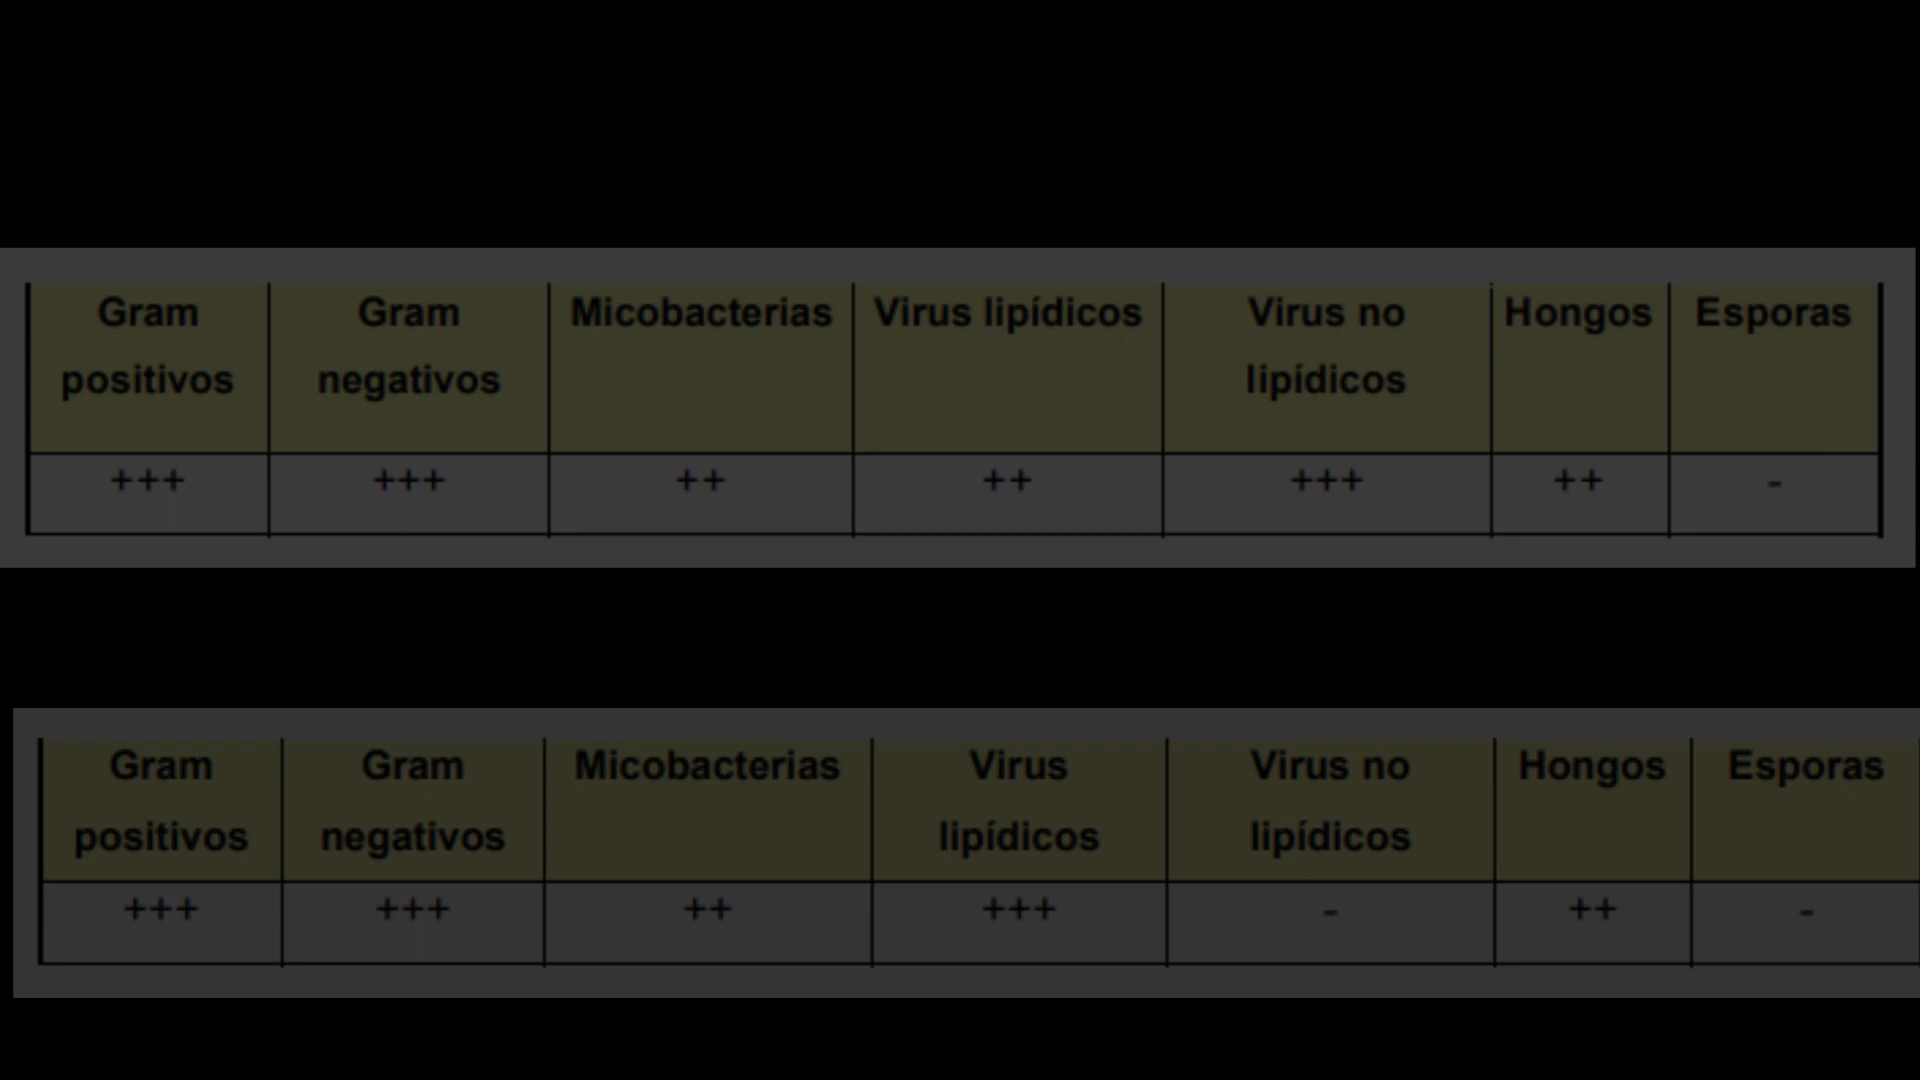 Gram positivos Gram negativos Micobacterias Virus lipídicos Virus no lipídicos Hongos Esporas
+++ +++ ++ ++ +++ ++ -
Gram positivos Gram negativos Micobacterias Virus lipídicos Virus no lipídicos Hongos Esporas
+++ +++ ++ +++ - ++ -